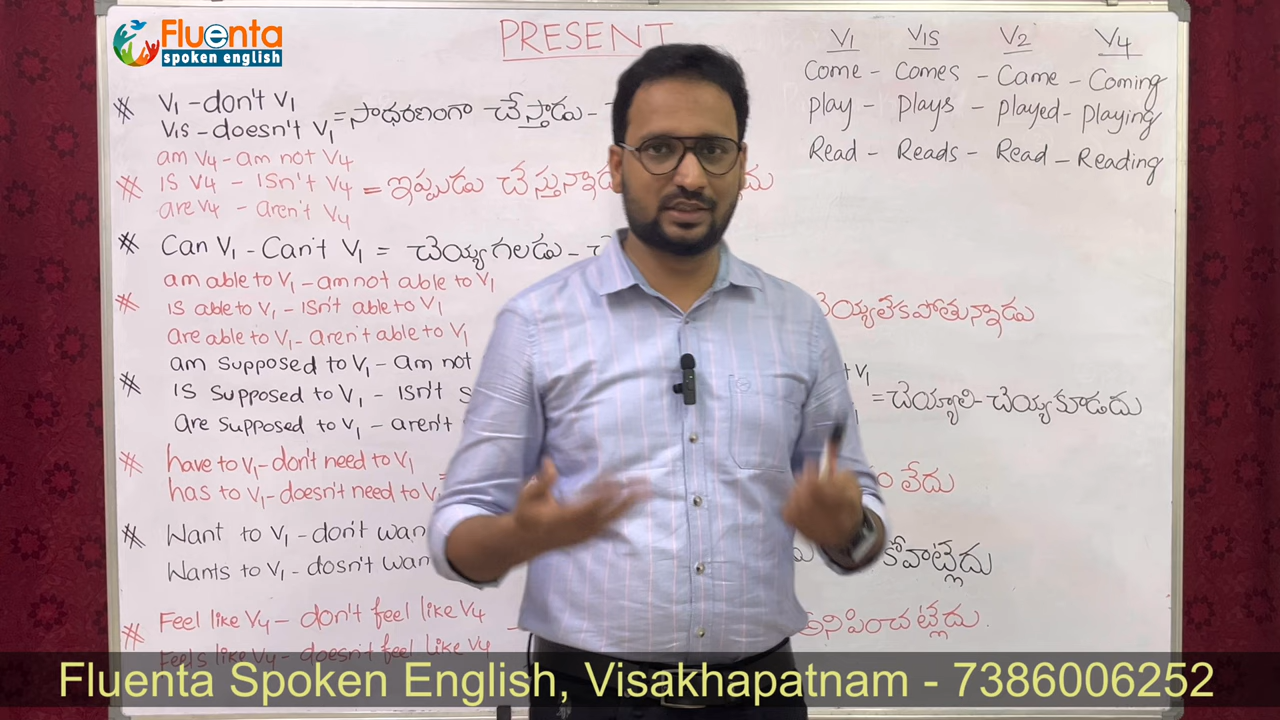 Fluenta
spoken english
PRESENT
V1 V1S V2 V4
Come - Comes - Came - Coming
Play - Plays - Played - Playing
Read - Reads - Read - Reading
* V1 - don't V1
V1S - doesn't V1 = సాధరణంగా చేస్తాడు -
am V4 - am not V4
* is V4 - isn't V4 = ఇప్పుడు
are V4 - aren't V4
* Can V1 - Can't V1 = చెయ్యగలడు -
am able to V1 - am not able to V1
* is able to V1 - isn't able to V1 చెయ్యలేకపోతున్నాడు
are able to V1 - aren't able to V1
am supposed to V1 - am not
* is supposed to V1 - isn't V1 = చెయ్యాలి - చెయ్యకూడదు
are supposed to V1 - aren't
* have to V1 - don't need to V1 లేదు
has to V1 - doesn't need to V1
* Want to V1 - don't
Wants to V1 - dosn't
* Feel like V4 - don't feel like V4
Feels like V4 - doesn't feel like V4
Fluenta Spoken English, Visakhapatnam - 7386006252